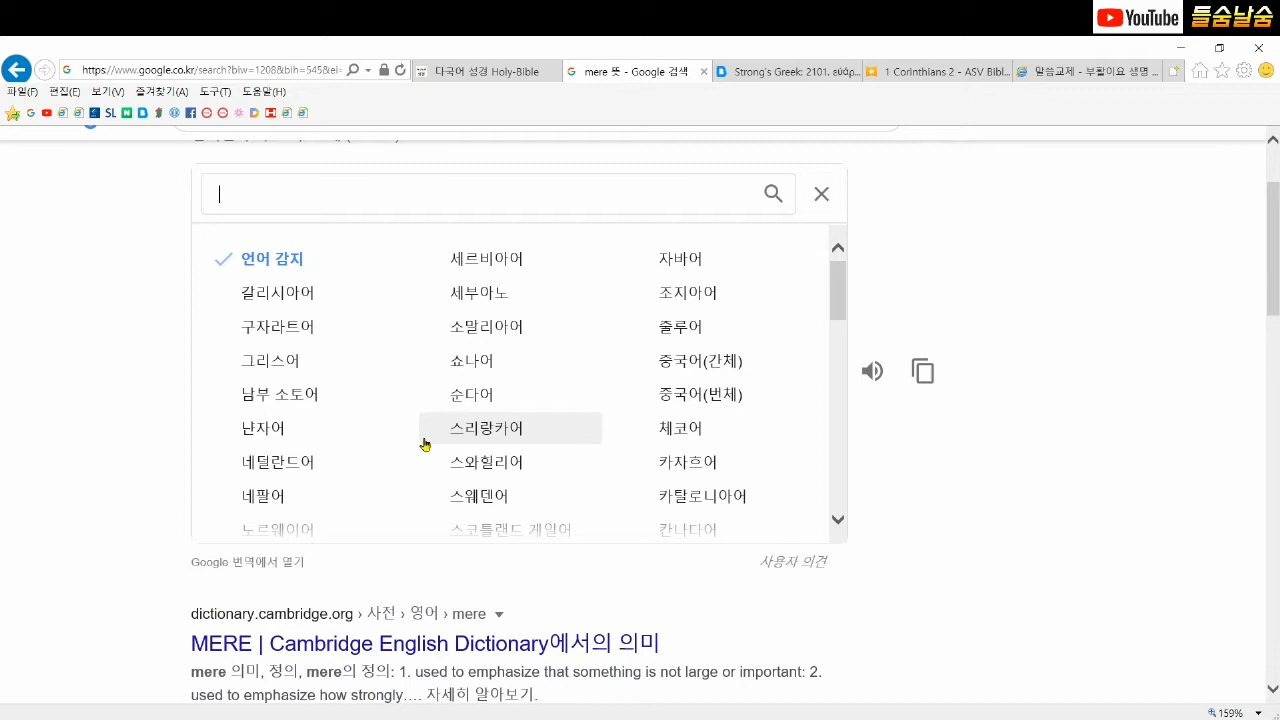 YouTube 들숨날숨
https://www.google.co.kr/search?biw=1208&bih=545&ei= 다국어 성경 Holy-Bible mere 뜻 - Google 검색 Strong's Greek: 2101. εὐάρ... 1 Corinthians 2 - ASV Bibl... 말씀교제 - 부활이요 생명 ...
파일(F) 편집(E) 보기(V) 즐겨찾기(A) 도구(T) 도움말(H)
언어 감지 세르비아어 자바어
갈리시아어 세부아노 조지아어
구자라트어 소말리아어 줄루어
그리스어 쇼나어 중국어(간체)
남부 소토어 순다어 중국어(번체)
냔자어 스리랑카어 체코어
네덜란드어 스와힐리어 카자흐어
네팔어 스웨덴어 카탈로니아어
노르웨이어 스코틀랜드 게일어 칸나다어
Google 번역에서 열기 사용자 의견
dictionary.cambridge.org › 사전 › 영어 › mere
MERE | Cambridge English Dictionary에서의 의미
mere 의미, 정의, mere의 정의: 1. used to emphasize that something is not large or important: 2.
used to emphasize how strongly.... 자세히 알아보기.
159%